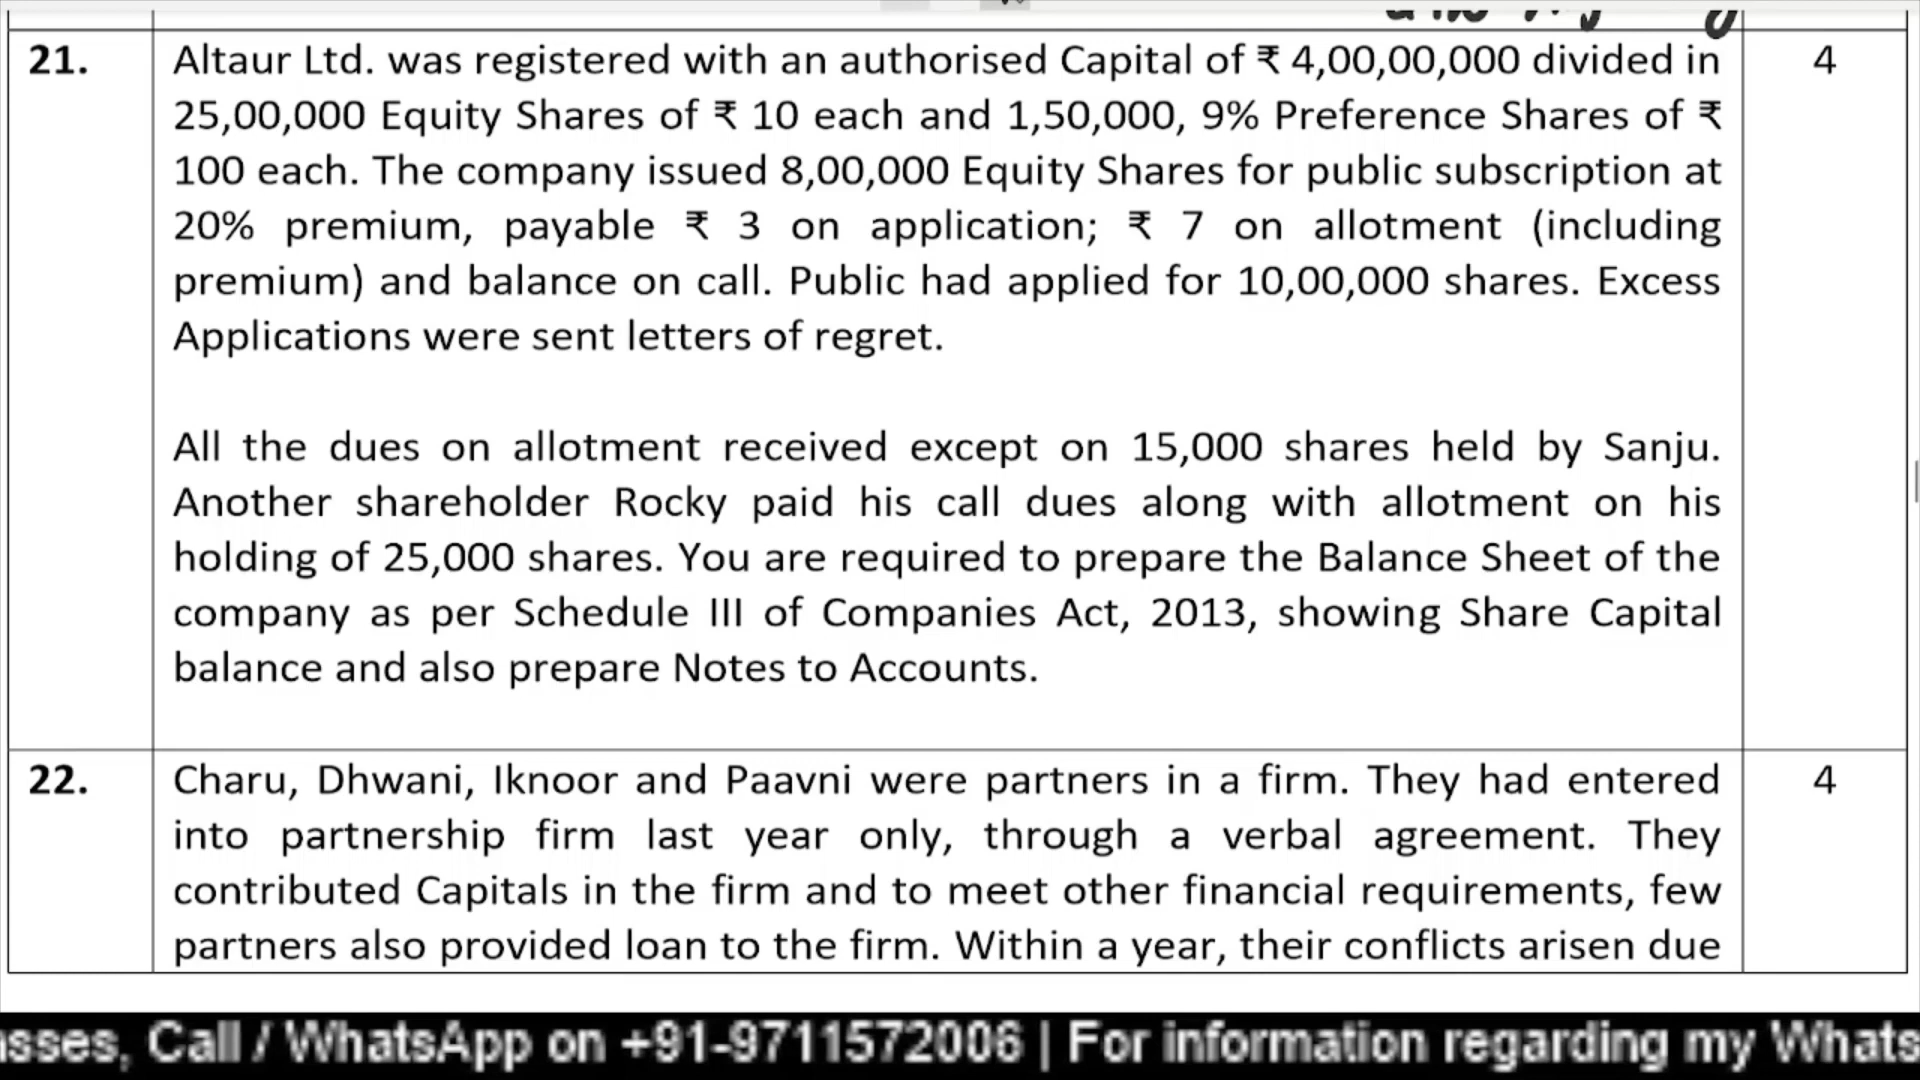 21. Altaur Ltd. was registered with an authorised Capital of ₹ 4,00,00,000 divided in 4
25,00,000 Equity Shares of ₹ 10 each and 1,50,000, 9% Preference Shares of ₹
100 each. The company issued 8,00,000 Equity Shares for public subscription at
20% premium, payable ₹ 3 on application; ₹ 7 on allotment (including
premium) and balance on call. Public had applied for 10,00,000 shares. Excess
Applications were sent letters of regret.
All the dues on allotment received except on 15,000 shares held by Sanju.
Another shareholder Rocky paid his call dues along with allotment on his
holding of 25,000 shares. You are required to prepare the Balance Sheet of the
company as per Schedule III of Companies Act, 2013, showing Share Capital
balance and also prepare Notes to Accounts.
22. Charu, Dhwani, Iknoor and Paavni were partners in a firm. They had entered 4
into partnership firm last year only, through a verbal agreement. They
contributed Capitals in the firm and to meet other financial requirements, few
partners also provided loan to the firm. Within a year, their conflicts arisen due
Call / WhatsApp on +91-9711572006 | For information regarding my Whats